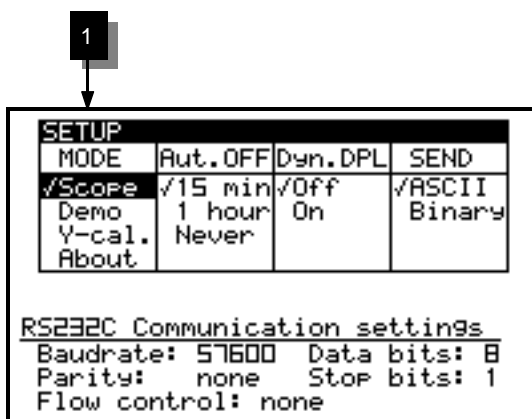 1
SETUP
MODE Aut.OFF Dyn.DPL SEND
√Scope √15 min √Off √ASCII
Demo 1 hour On Binary
Y-cal. Never
About
RS232C Communication settings
Baudrate: 57600 Data bits: 8
Parity: none Stop bits: 1
Flow control: none